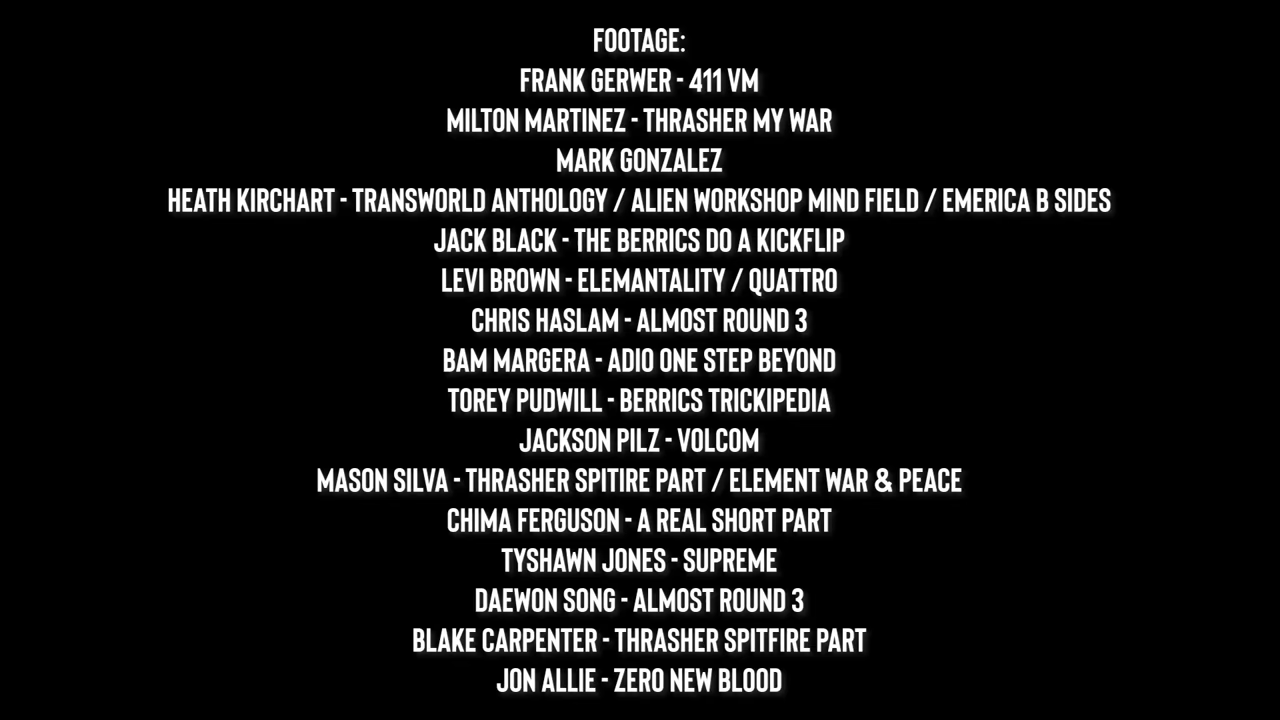 FOOTAGE:
FRANK GERWER - 411 VM
MILTON MARTINEZ - THRASHER MY WAR
MARK GONZALEZ
HEATH KIRCHART - TRANSWORLD ANTHOLOGY / ALIEN WORKSHOP MIND FIELD / EMERICA B SIDES
JACK BLACK - THE BERRICS DO A KICKFLIP
LEVI BROWN - ELEMANTALITY / QUATTRO
CHRIS HASLAM - ALMOST ROUND 3
BAM MARGERA - ADIO ONE STEP BEYOND
TOREY PUDWILL - BERRICS TRICKIPEDIA
JACKSON PILZ - VOLCOM
MASON SILVA - THRASHER SPITIRE PART / ELEMENT WAR & PEACE
CHIMA FERGUSON - A REAL SHORT PART
TYSHAWN JONES - SUPREME
DAEWON SONG - ALMOST ROUND 3
BLAKE CARPENTER - THRASHER SPITFIRE PART
JON ALLIE - ZERO NEW BLOOD